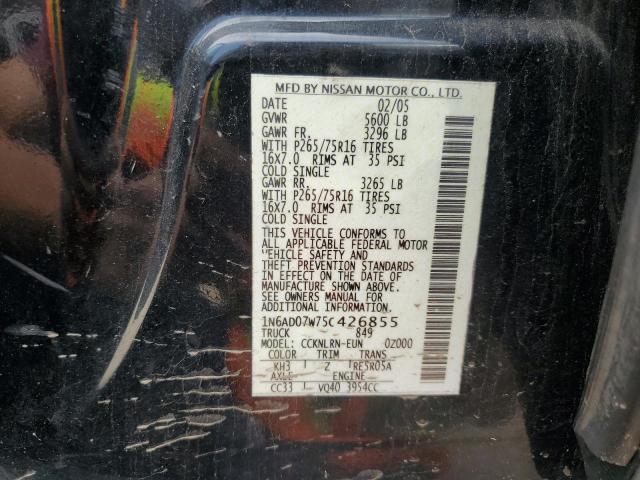 MFD BY NISSAN MOTOR CO., LTD.
DATE 02/05
GVWR 5600 LB
GAWR FR. 3296 LB
WITH P265/75R16 TIRES
16X7.0 RIMS AT 35 PSI
COLD SINGLE
GAWR RR. 3265 LB
WITH P265/75R16 TIRES
16X7.0 RIMS AT 35 PSI
COLD SINGLE
THIS VEHICLE CONFORMS TO
ALL APPLICABLE FEDERAL MOTOR
VEHICLE SAFETY AND
THEFT PREVENTION STANDARDS
IN EFFECT ON THE DATE OF
MANUFACTURE SHOWN ABOVE.
SEE OWNERS MANUAL FOR
ADDITIONAL INFORMATION.
1N6AD07W75C426855
TRUCK 849
MODEL: CCKNLRN-EUN 0Z000
COLOR TRIM TRANS
KH3 Z RE5R05A
AXLE ENGINE
CC33 VQ40 3954CC